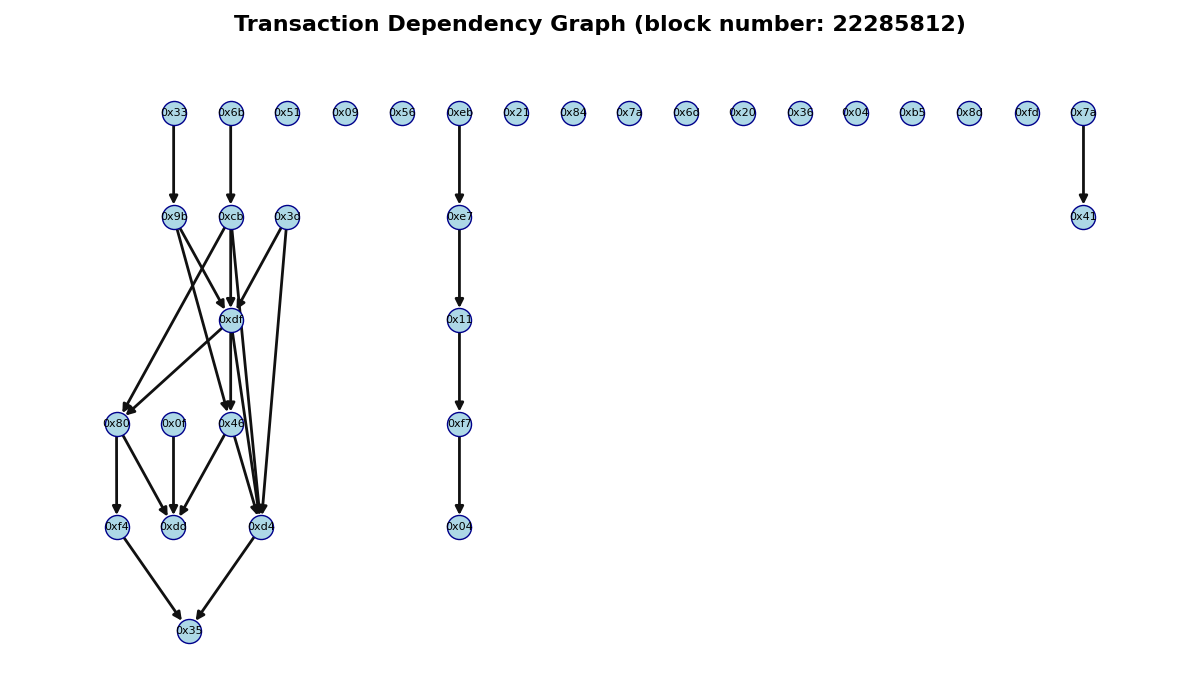 Transaction Dependency Graph (block number: 22285812)
0x33 0x6b 0x51 0x09 0x56 0xeb 0x21 0x84 0x7a 0x6d 0x20 0x36 0x04 0xb5 0x8d 0xfd 0x7a
0x9b 0xcb 0x3d 0xe7 0x41
0xdf 0x11
0x80 0x0f 0x46 0xf7
0xf4 0xdd 0xd4 0x04
0x35